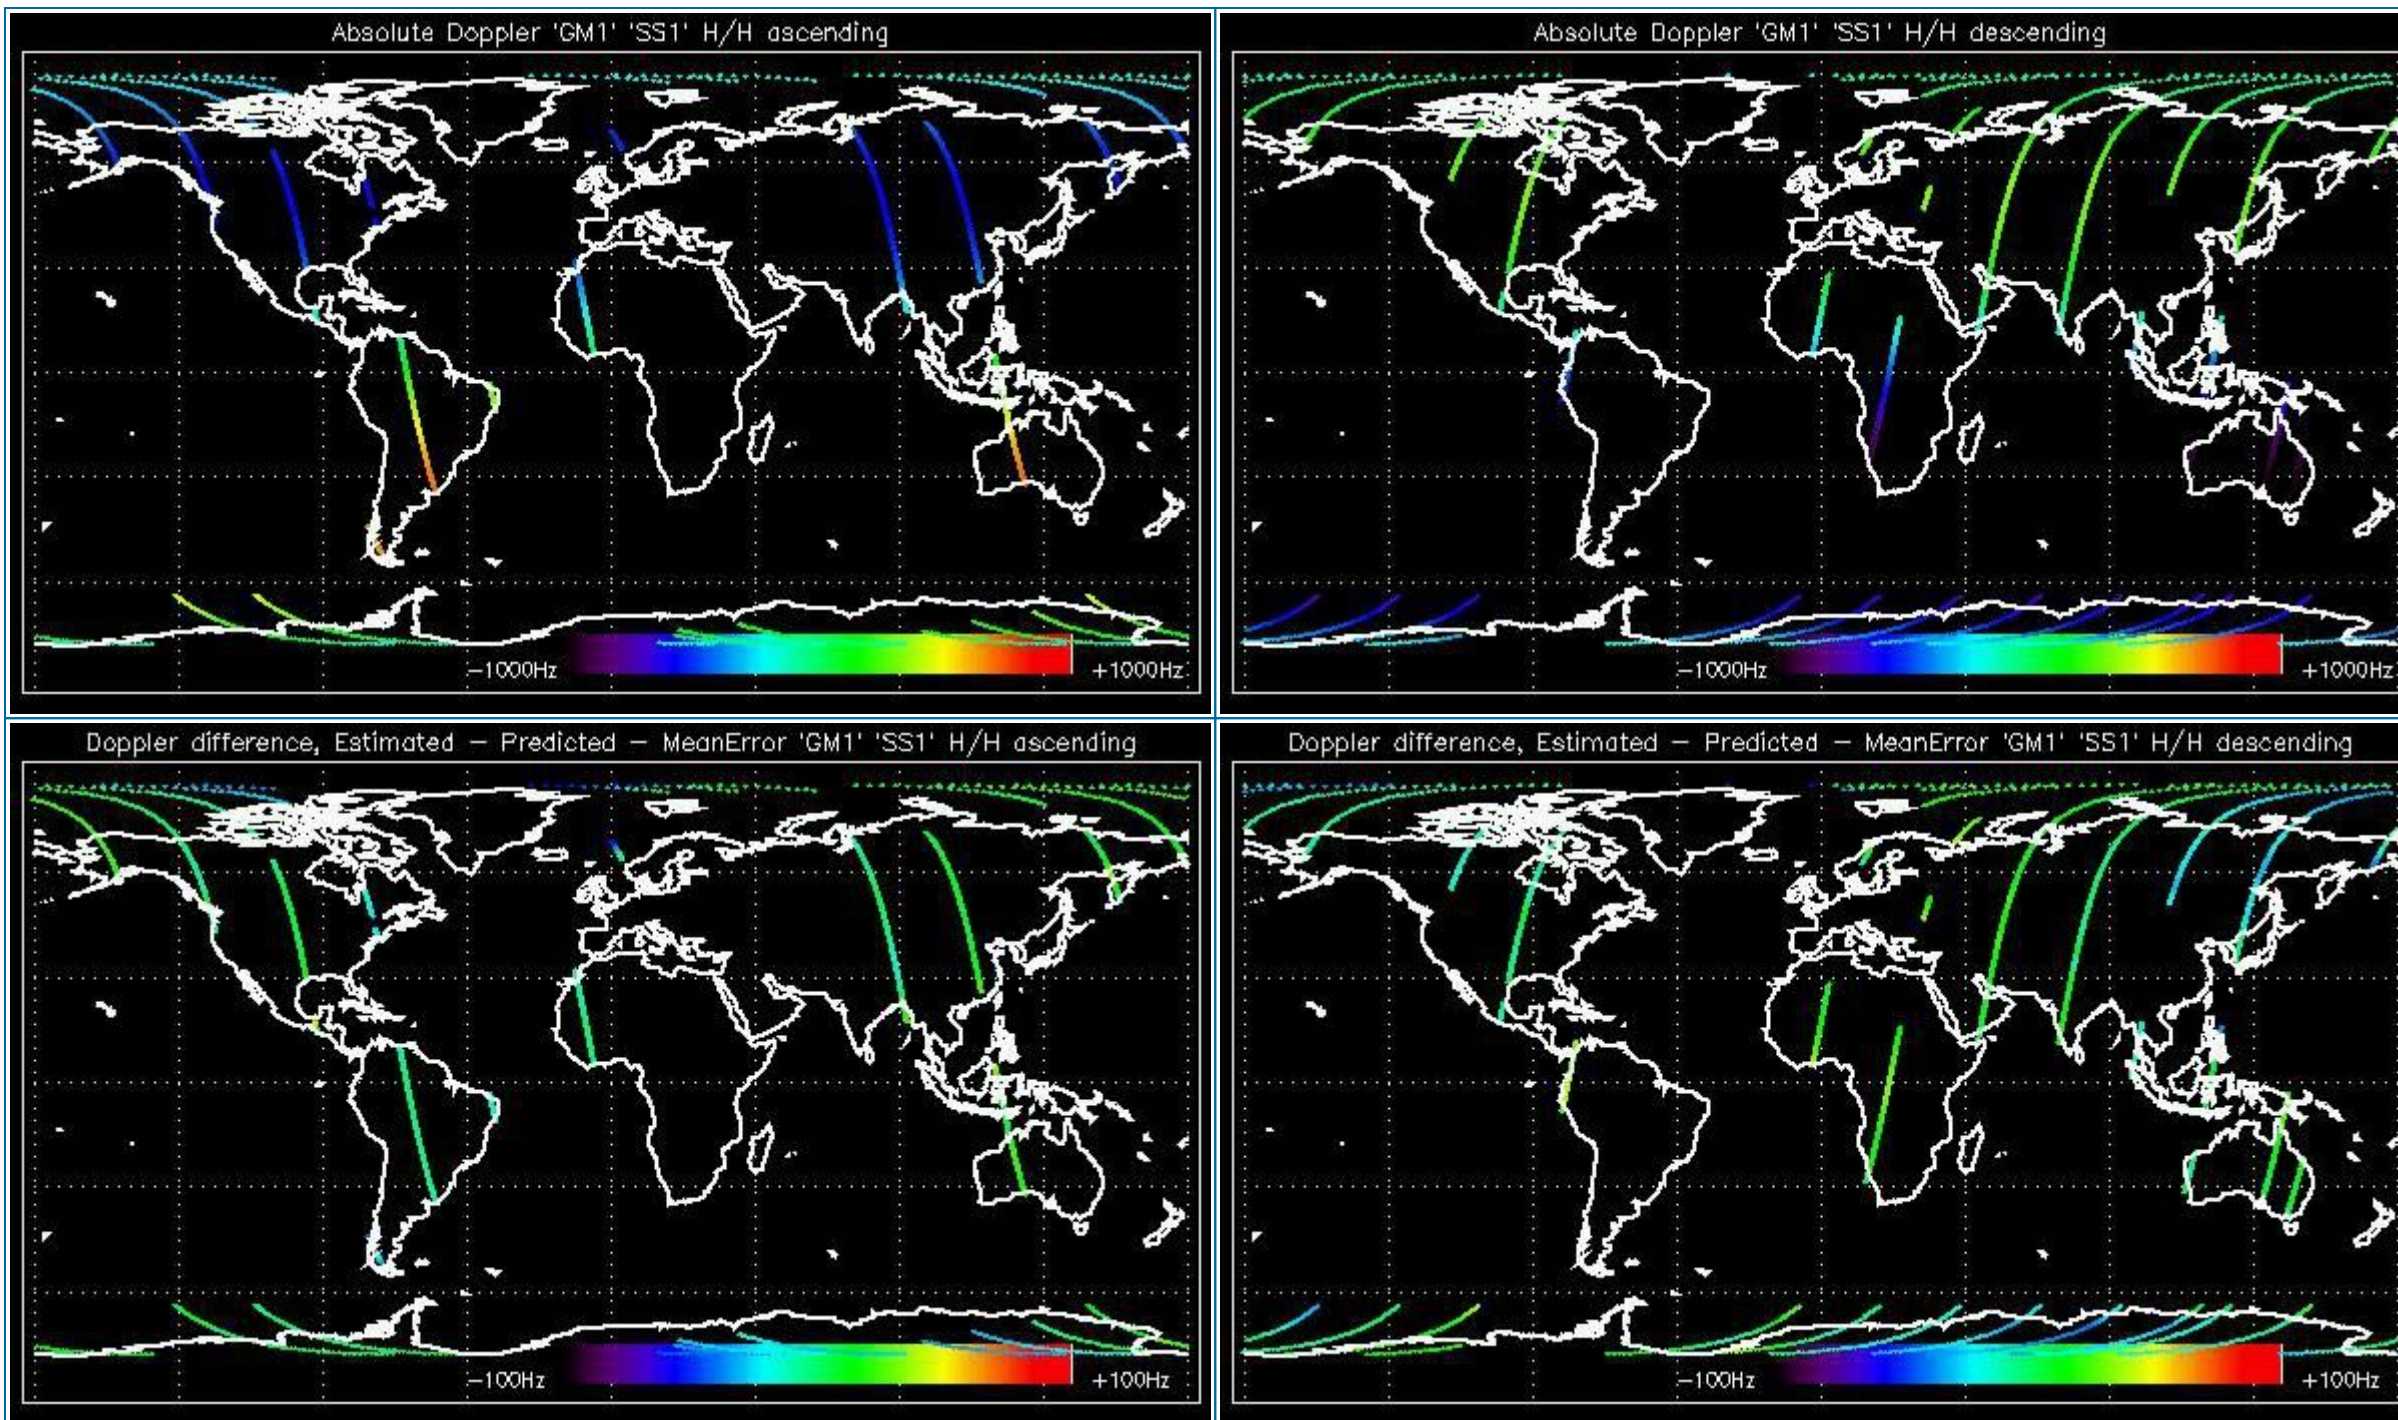 Absolute Doppler 'GM1' 'SS1' H/H ascending
-1000Hz +1000Hz
Absolute Doppler 'GM1' 'SS1' H/H descending
-1000Hz +1000Hz
Doppler difference, Estimated - Predicted - MeanError 'GM1' 'SS1' H/H ascending
-100Hz +100Hz
Doppler difference, Estimated - Predicted - MeanError 'GM1' 'SS1' H/H descending
-100Hz +100Hz